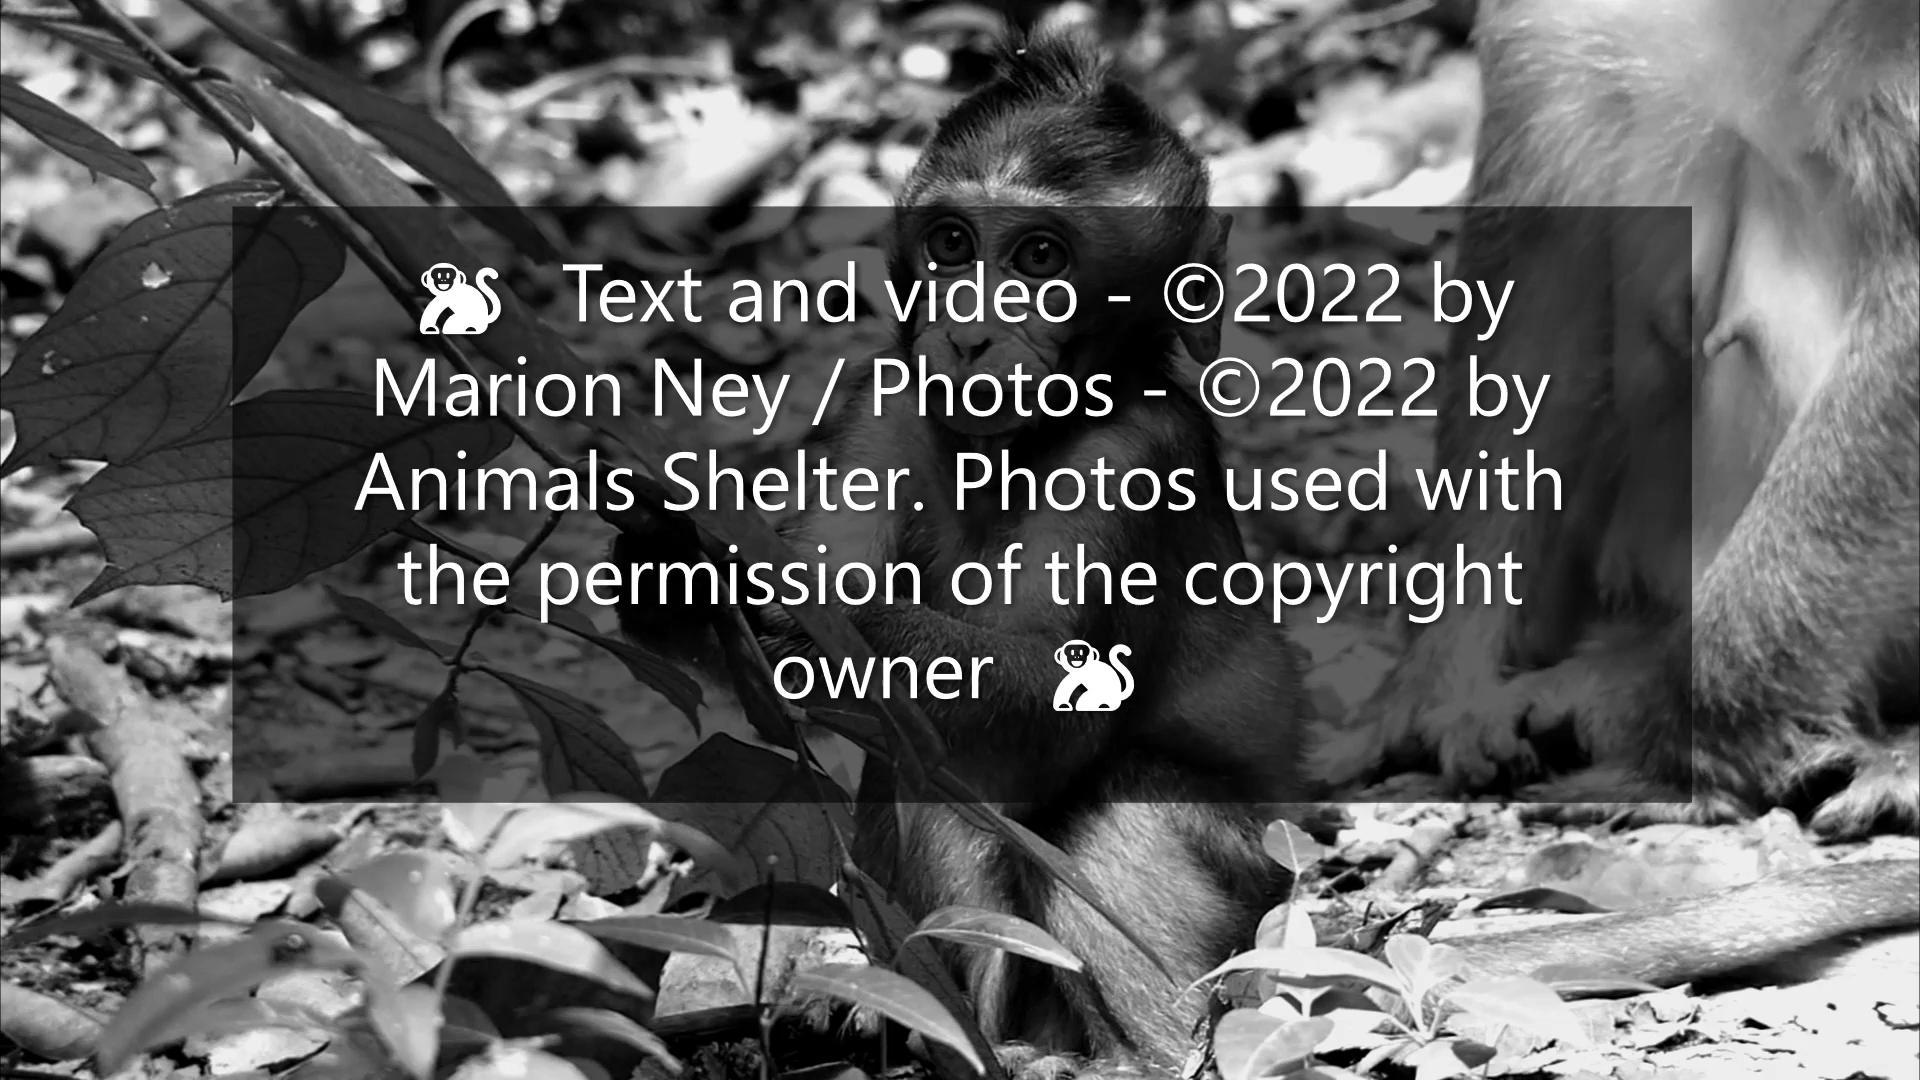 🐒 Text and video - ©2022 by
Marion Ney / Photos - ©2022 by
Animals Shelter. Photos used with
the permission of the copyright
owner 🐒